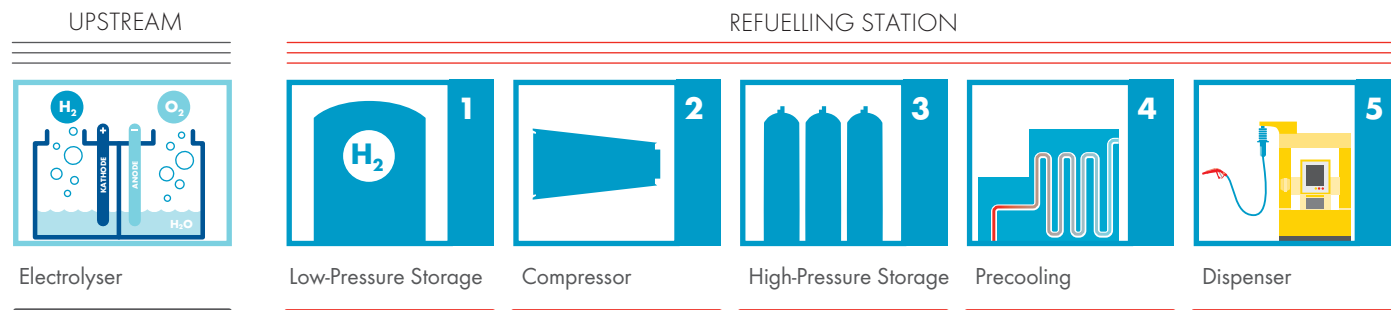 UPSTREAM
REFUELLING STATION
H₂
O₂
+
−
KATHODE
ANODE
H₂O
1
H₂
2
3
4
5
Electrolyser
Low-Pressure Storage
Compressor
High-Pressure Storage
Precooling
Dispenser